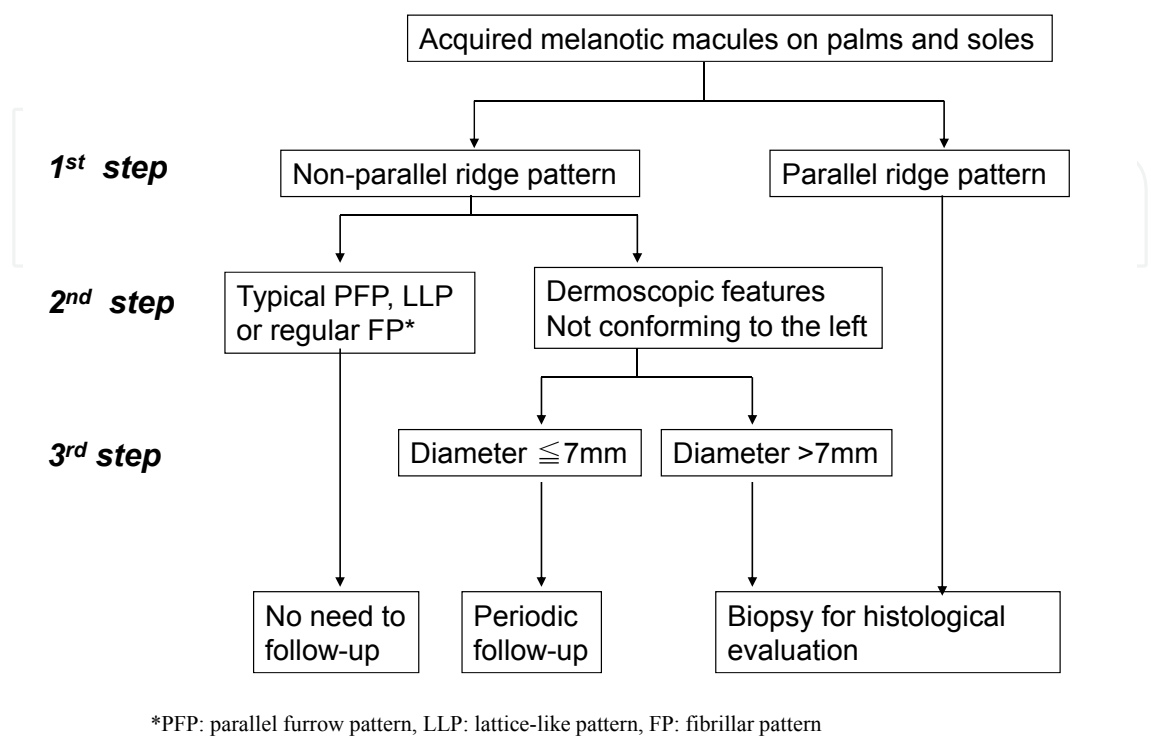 Acquired melanotic macules on palms and soles
1st step
Non-parallel ridge pattern
Parallel ridge pattern
2nd step
Typical PFP, LLP
or regular FP*
Dermoscopic features
Not conforming to the left
3rd step
Diameter ≦7mm
Diameter >7mm
No need to
follow-up
Periodic
follow-up
Biopsy for histological
evaluation
*PFP: parallel furrow pattern, LLP: lattice-like pattern, FP: fibrillar pattern